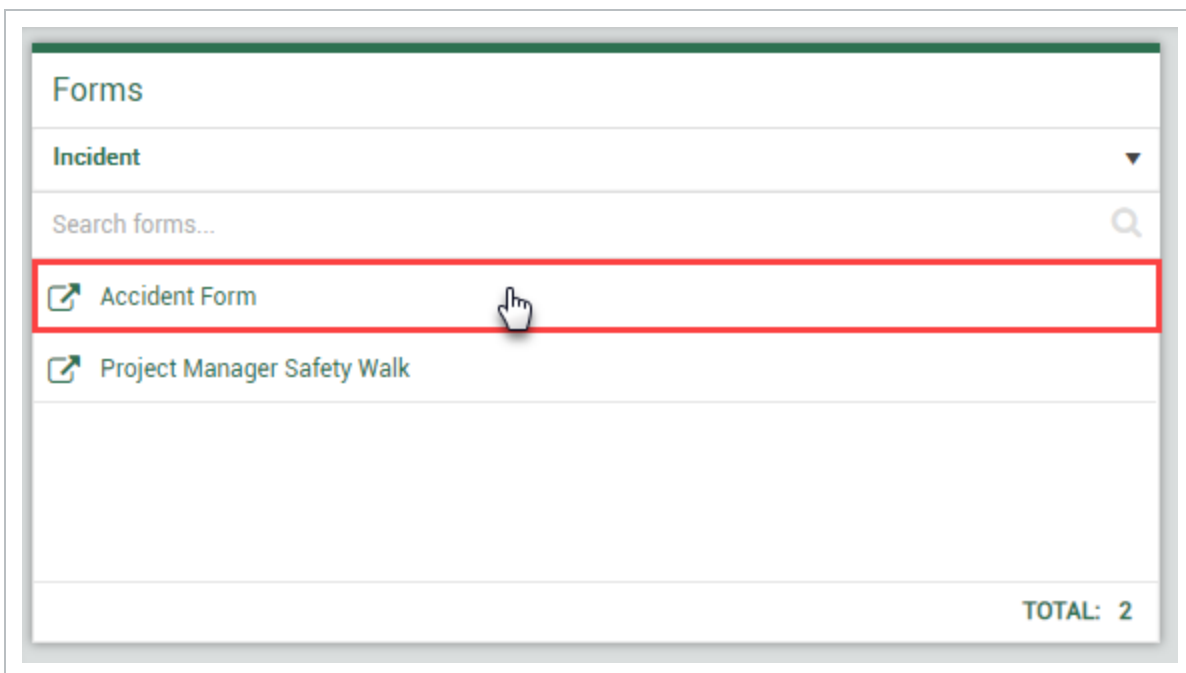 Forms
Incident
Search forms...
Accident Form
Project Manager Safety Walk
TOTAL: 2